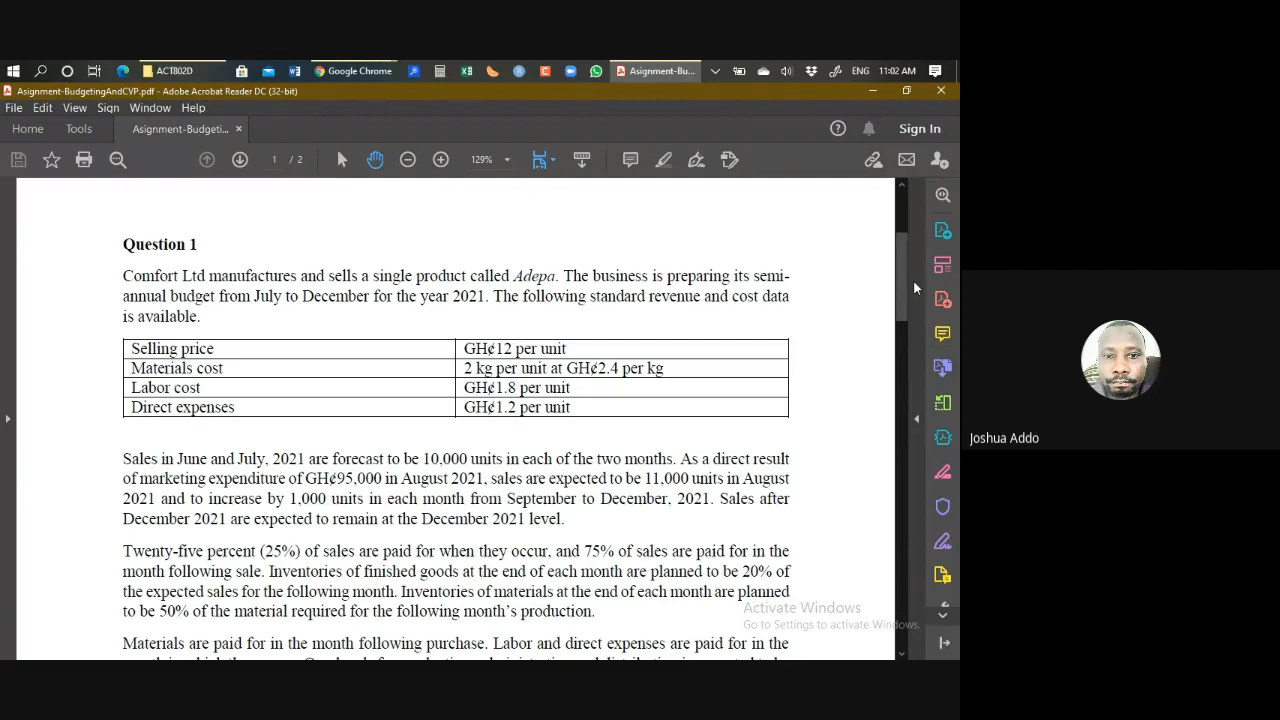 ACT802D
Google Chrome
Asignment-Bu...
ENG
11:02 AM
Asignment-BudgetingAndCVP.pdf - Adobe Acrobat Reader DC (32-bit)
File Edit View Sign Window Help
Home Tools Asignment-Budgeti... × Sign In
1 / 2 129%
Question 1
Comfort Ltd manufactures and sells a single product called Adepa. The business is preparing its semi-
annual budget from July to December for the year 2021. The following standard revenue and cost data
is available.
Selling price GH¢12 per unit
Materials cost 2 kg per unit at GH¢2.4 per kg
Labor cost GH¢1.8 per unit
Direct expenses GH¢1.2 per unit
Sales in June and July, 2021 are forecast to be 10,000 units in each of the two months. As a direct result
of marketing expenditure of GH¢95,000 in August 2021, sales are expected to be 11,000 units in August
2021 and to increase by 1,000 units in each month from September to December, 2021. Sales after
December 2021 are expected to remain at the December 2021 level.
Twenty-five percent (25%) of sales are paid for when they occur, and 75% of sales are paid for in the
month following sale. Inventories of finished goods at the end of each month are planned to be 20% of
the expected sales for the following month. Inventories of materials at the end of each month are planned
to be 50% of the material required for the following month's production.
Materials are paid for in the month following purchase. Labor and direct expenses are paid for in the
Activate Windows
Go to Settings to activate Windows.
Joshua Addo